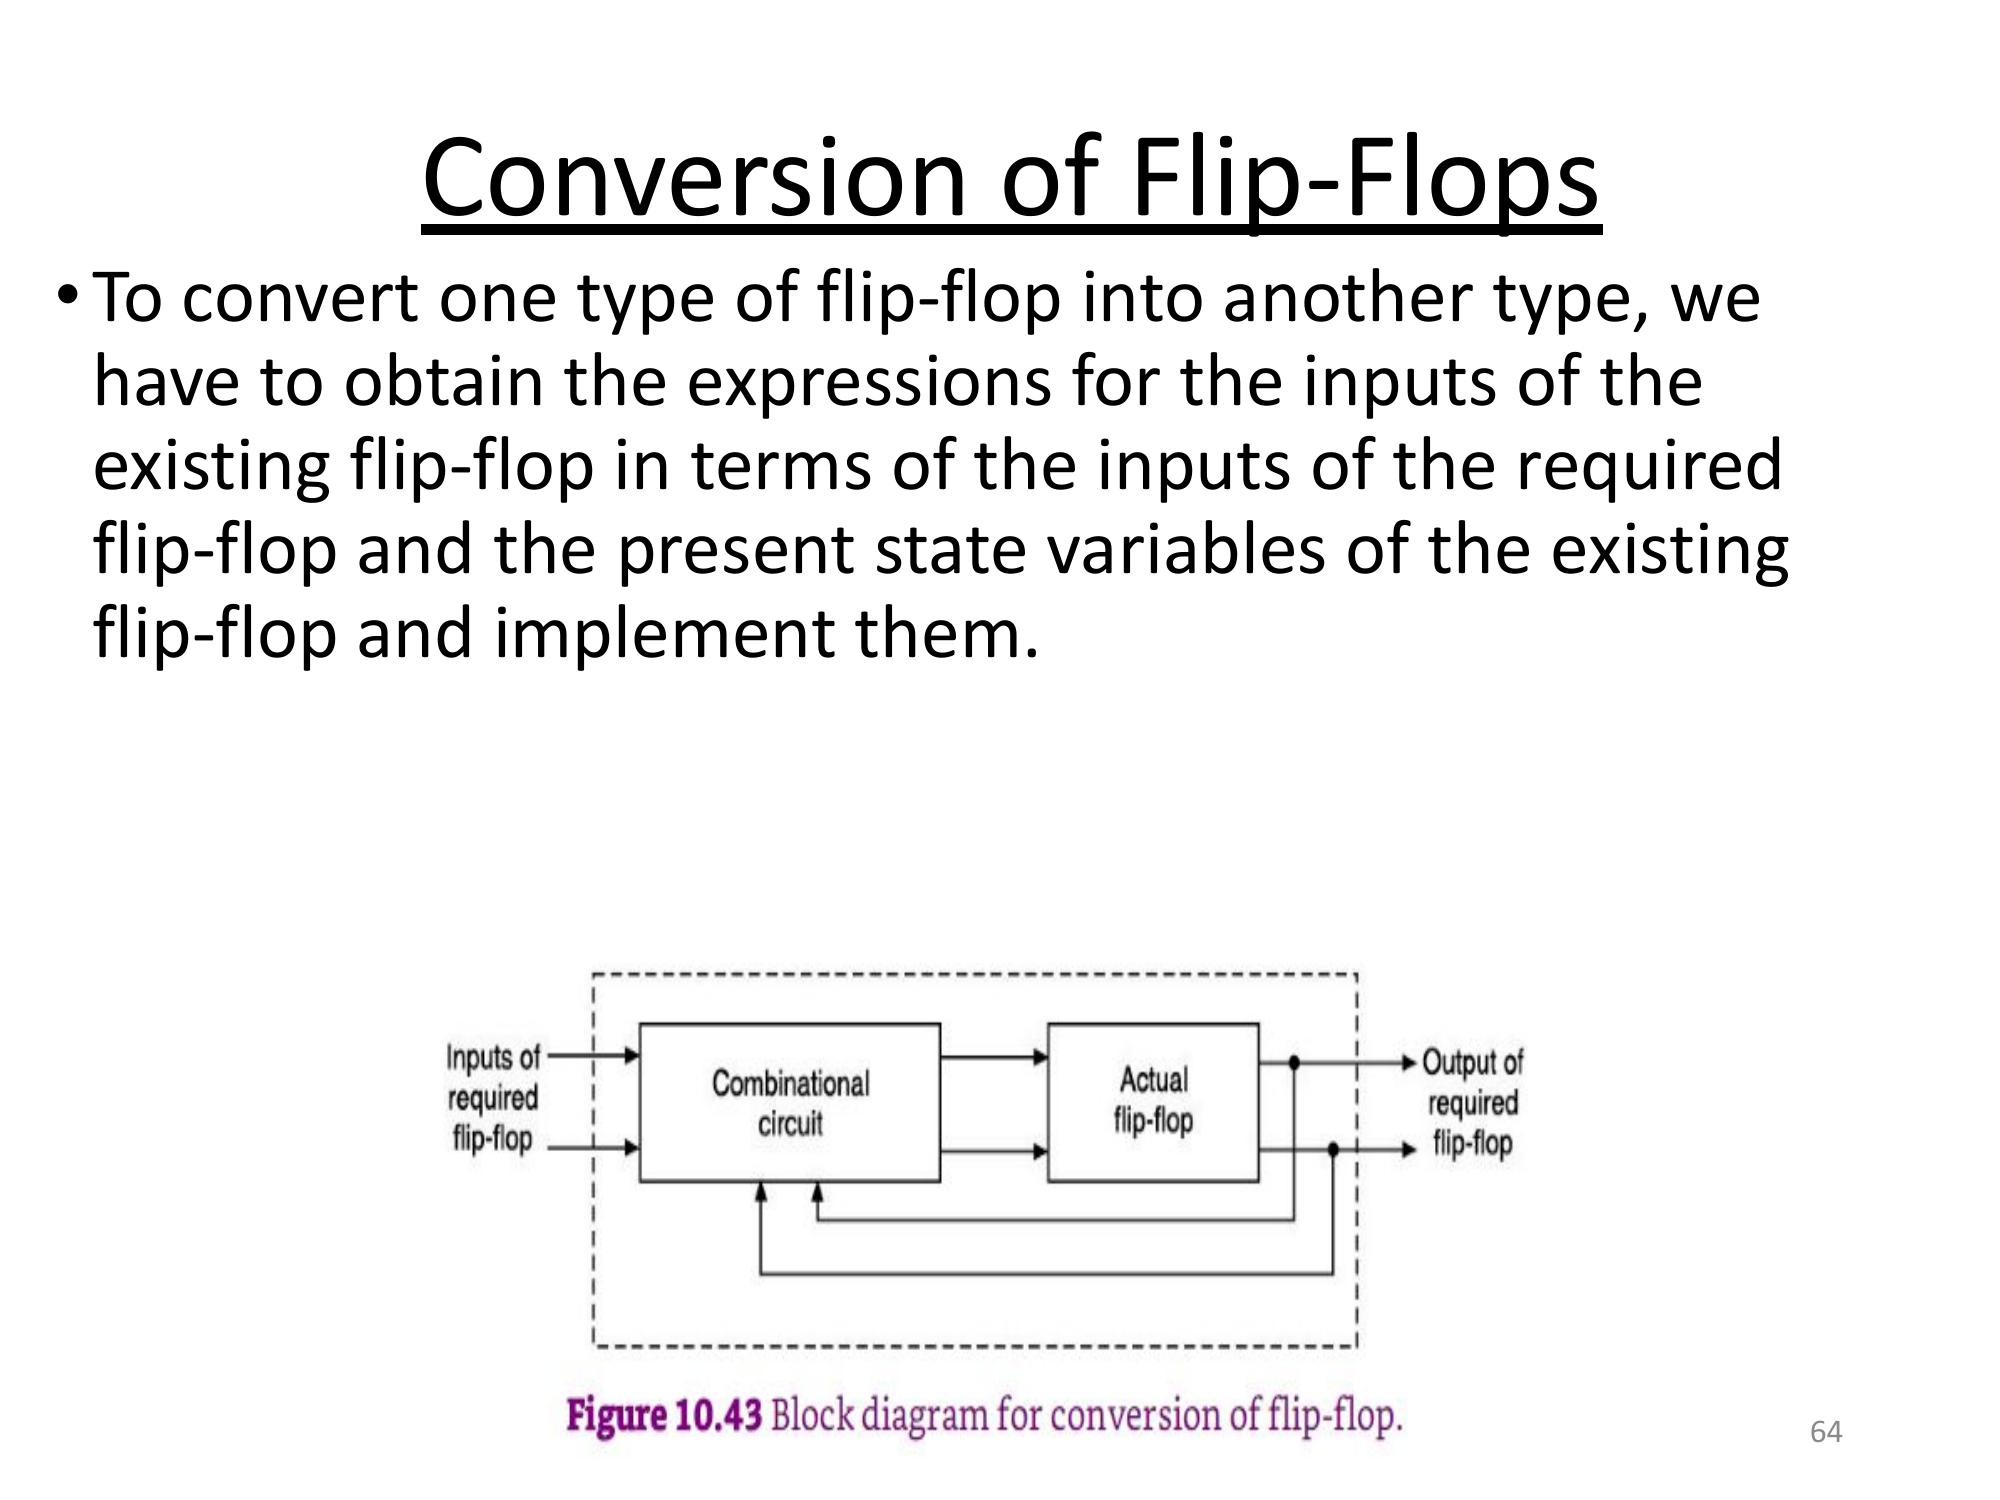 Conversion of Flip-Flops
• To convert one type of flip-flop into another type, we
have to obtain the expressions for the inputs of the
existing flip-flop in terms of the inputs of the required
flip-flop and the present state variables of the existing
flip-flop and implement them.
Inputs of
required
flip-flop
Combinational
circuit
Actual
flip-flop
Output of
required
flip-flop
Figure 10.43 Block diagram for conversion of flip-flop.
64